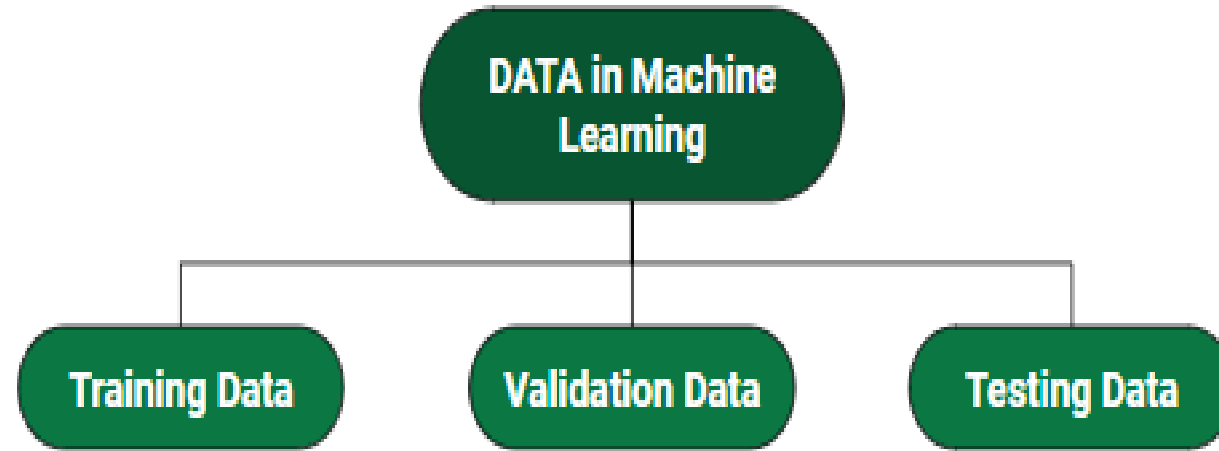 DATA in Machine
Learning
Training Data
Validation Data
Testing Data